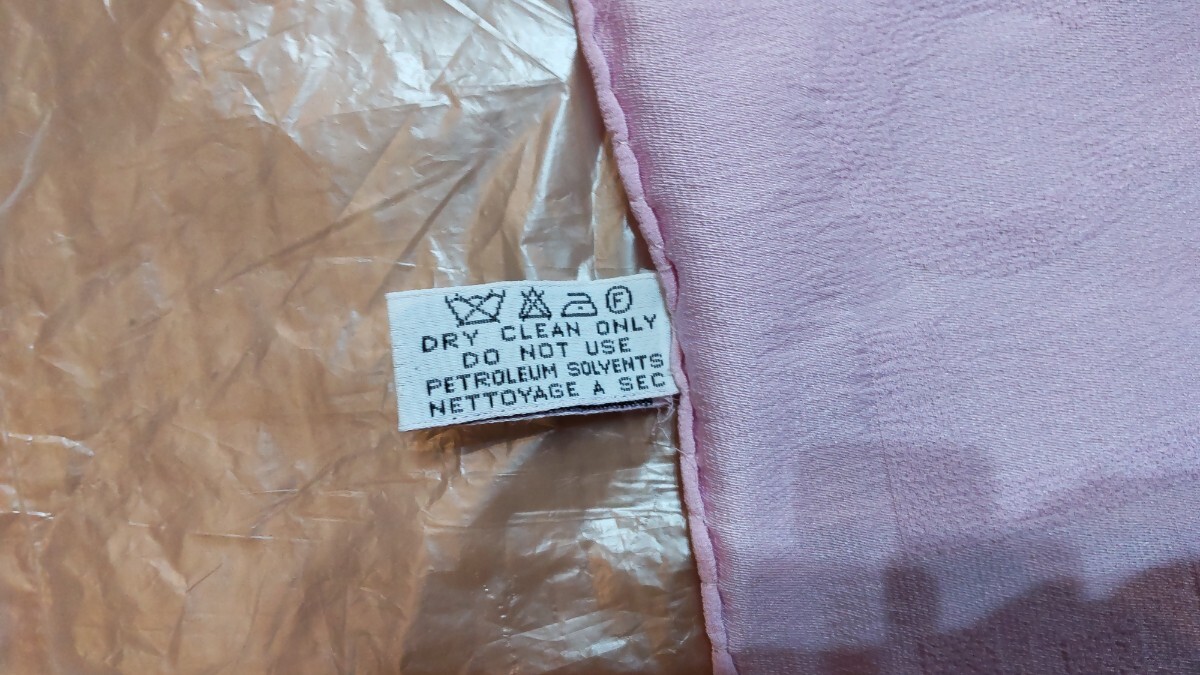 F
DRY CLEAN ONLY
DO NOT USE
PETROLEUM SOLVENTS
NETTOYAGE A SEC